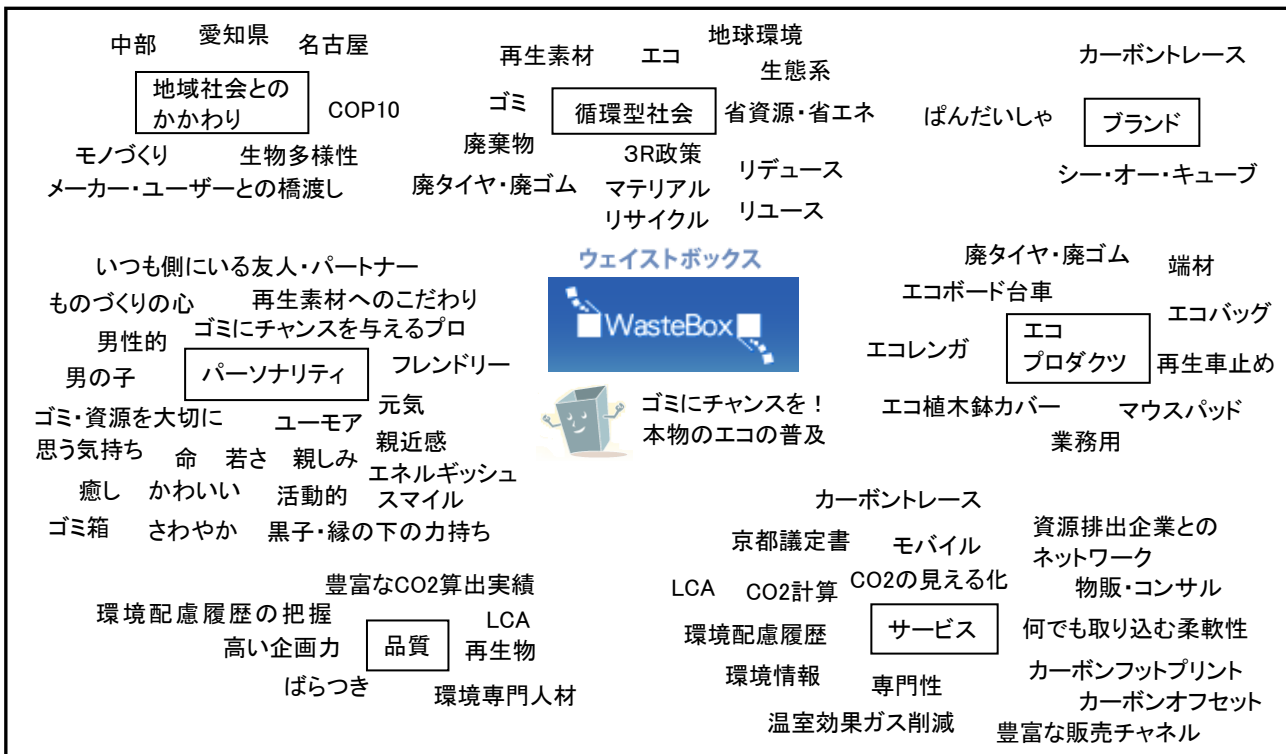 中部
愛知県
名古屋
地域社会との
かかわり
COP10
モノづくり
生物多様性
メーカー・ユーザーとの橋渡し
再生素材
エコ
地球環境
生態系
ゴミ
循環型社会
省資源・省エネ
廃棄物
3R政策
廃タイヤ・廃ゴム
マテリアル
リサイクル
リデュース
リユース
カーボントレース
ぱんだいしゃ
ブランド
シー・オー・キューブ
いつも側にいる友人・パートナー
ものづくりの心
再生素材へのこだわり
男性的
ゴミにチャンスを与えるプロ
男の子
パーソナリティ
フレンドリー
ゴミ・資源を大切に
思う気持ち
ユーモア
元気
親近感
命
若さ
親しみ
エネルギッシュ
癒し
かわいい
活動的
スマイル
ゴミ箱
さわやか
黒子・縁の下の力持ち
ウェイストボックス
WasteBox
ゴミにチャンスを！
本物のエコの普及
廃タイヤ・廃ゴム
端材
エコボード台車
エコバッグ
エコレンガ
エコ
プロダクツ
再生車止め
エコ植木鉢カバー
マウスパッド
業務用
豊富なCO2算出実績
環境配慮履歴の把握
LCA
高い企画力
品質
再生物
ばらつき
環境専門人材
カーボントレース
京都議定書
モバイル
資源排出企業との
ネットワーク
LCA
CO2計算
CO2の見える化
物販・コンサル
環境配慮履歴
サービス
何でも取り込む柔軟性
環境情報
専門性
カーボンフットプリント
カーボンオフセット
温室効果ガス削減
豊富な販売チャネル